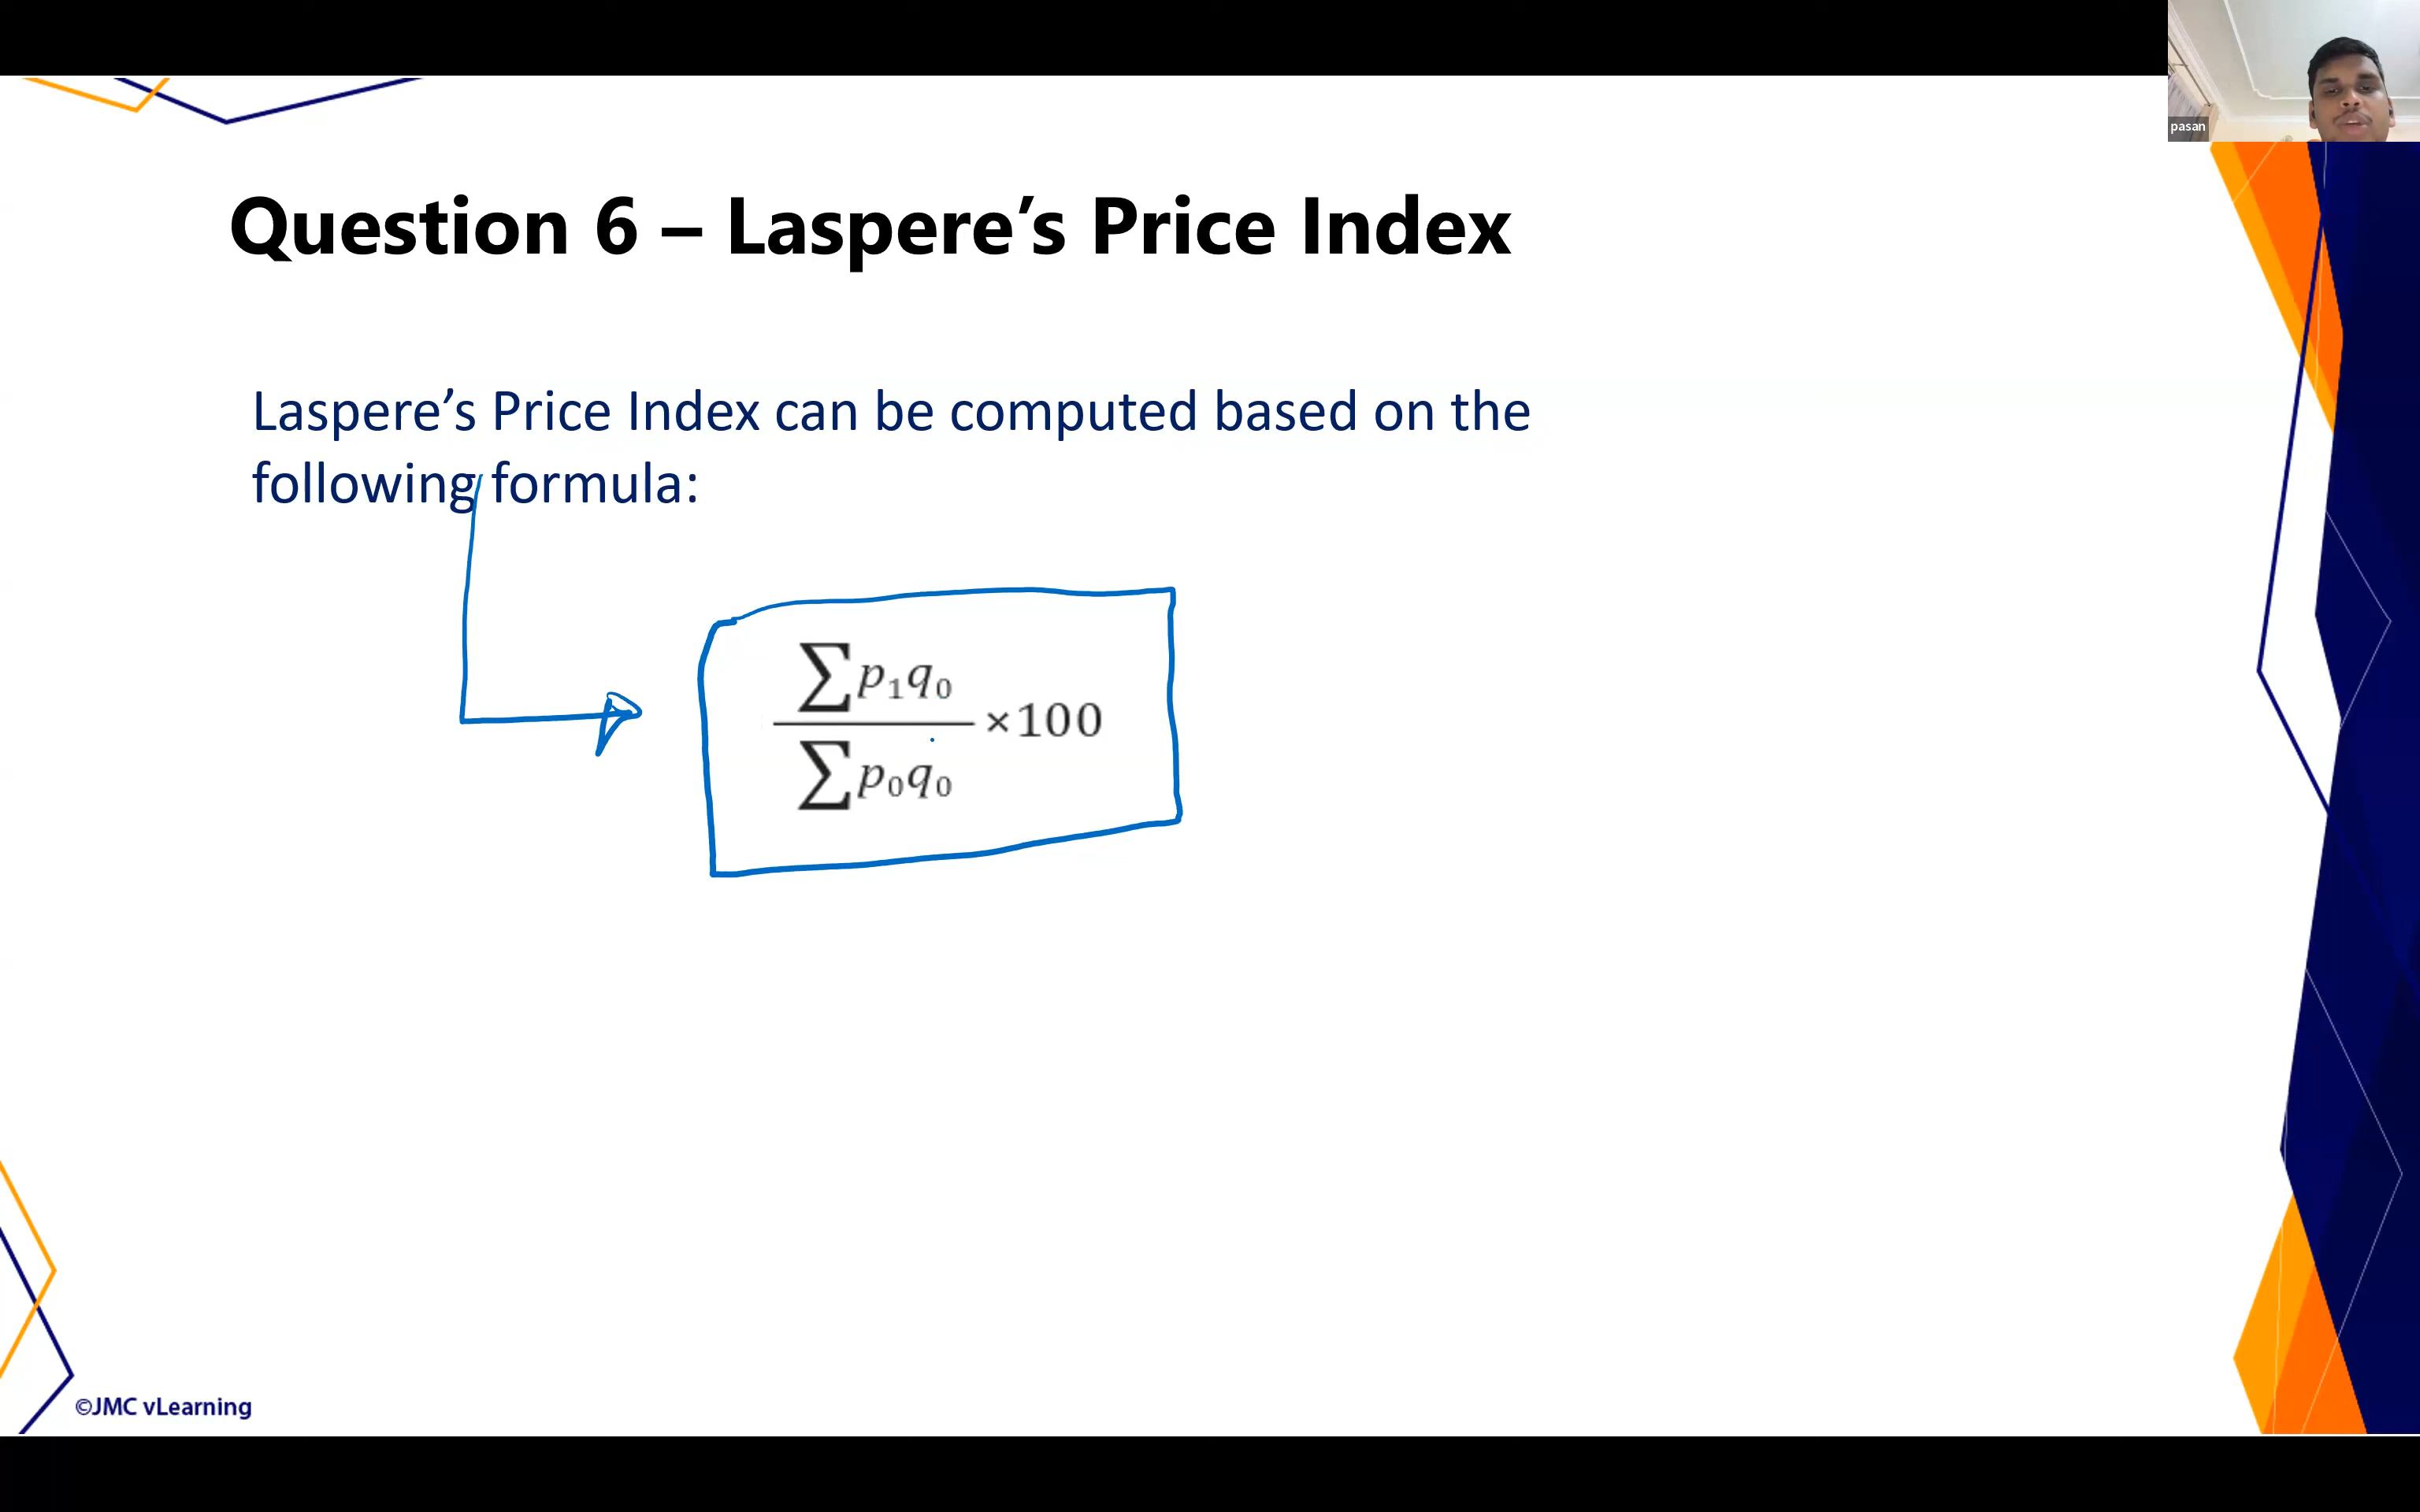 pasan
Question 6 – Laspere’s Price Index
Laspere’s Price Index can be computed based on the
following formula:
∑p₁q₀
×100
∑p₀q₀
©JMC vLearning